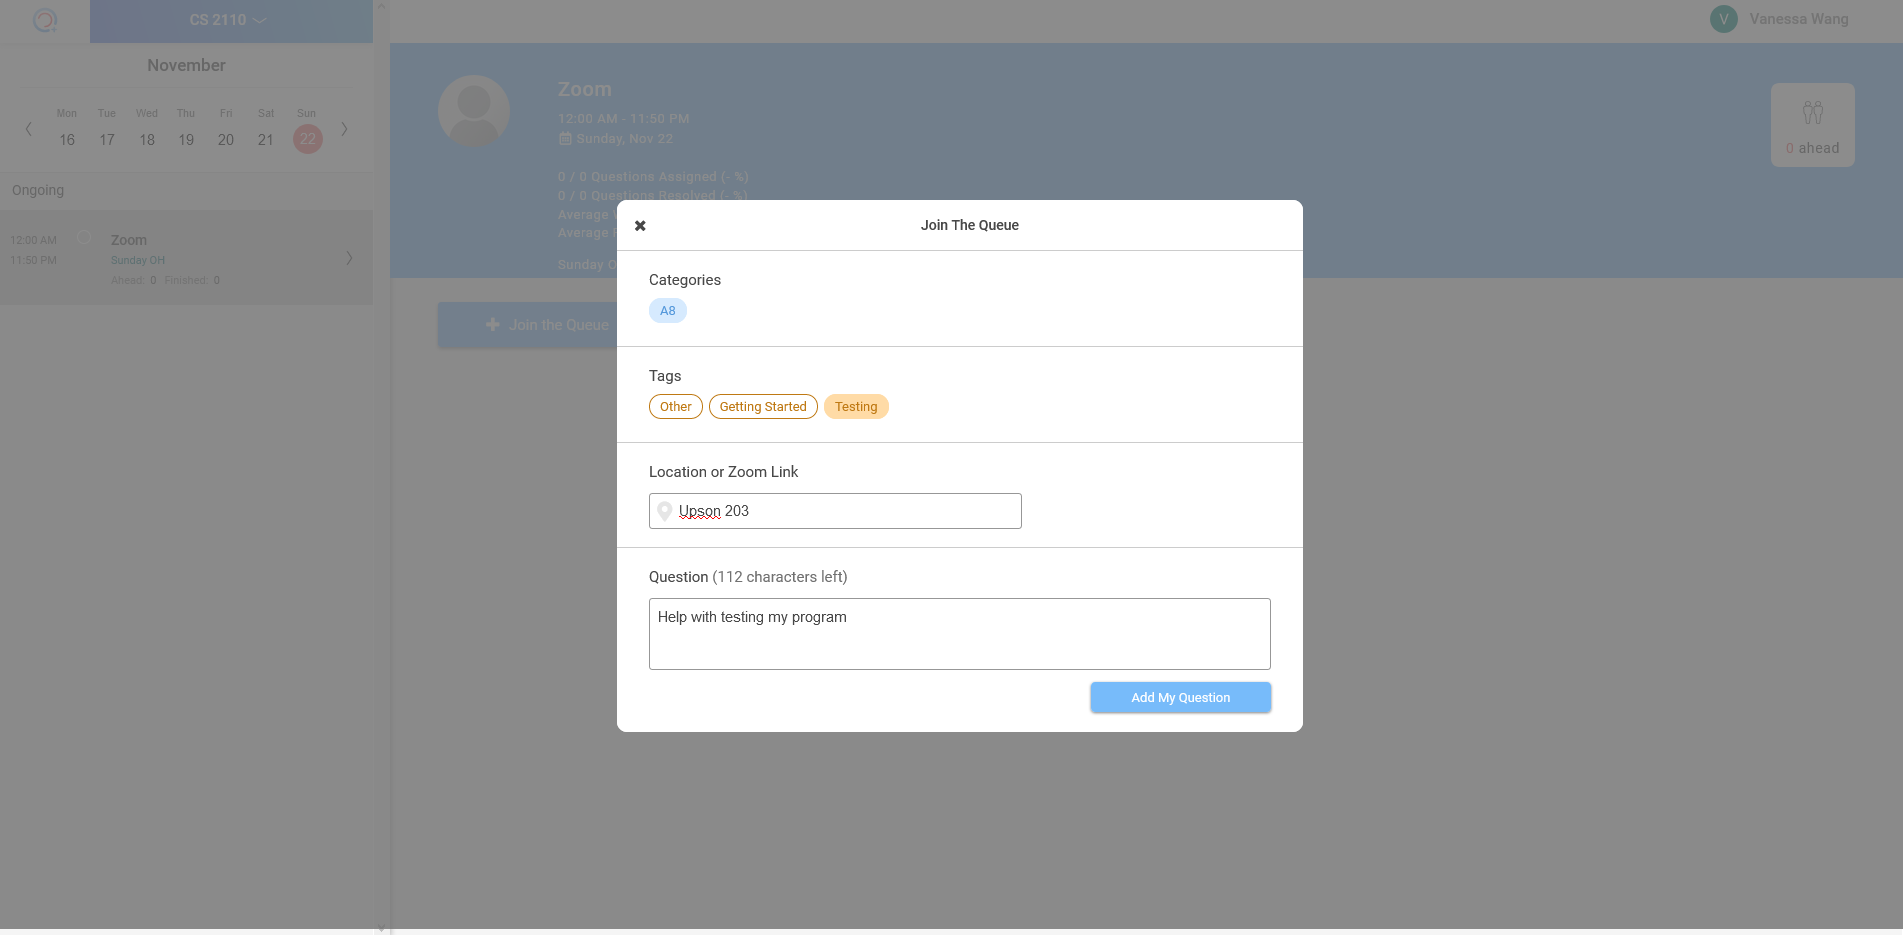 CS 2110
Vanessa Wang
V
November
Mon Tue Wed Thu Fri Sat Sun
16 17 18 19 20 21 22
Ongoing
12:00 AM
11:50 PM
Zoom
Sunday OH
Ahead: 0 Finished: 0
Zoom
12:00 AM - 11:50 PM
Sunday, Nov 22
0 / 0 Questions Assigned (- %)
0 / 0 Questions Resolved (- %)
Average
Average
Sunday
0 ahead
Join the Queue
Join The Queue
Categories
A8
Tags
Other Getting Started Testing
Location or Zoom Link
Upson 203
Question (112 characters left)
Help with testing my program
Add My Question